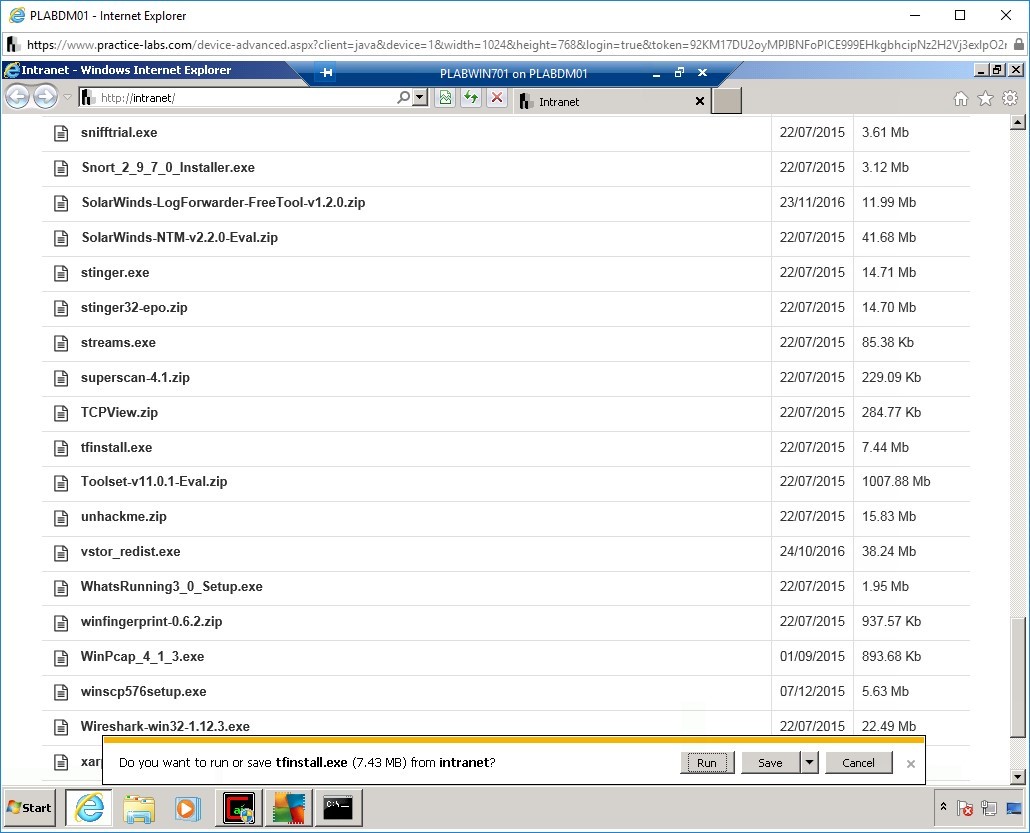 PLABDM01 - Internet Explorer
https://www.practice-labs.com/device-advanced.aspx?client=java&device=1&width=1024&height=768&login=true&token=92KM17DU2oyMPJBNFoPICE999EHkgbhcipNz2H2Vj3exIpO2r
Intranet - Windows Internet Explorer
PLABWIN701 on PLABDM01
http://intranet/
Intranet
snifftrial.exe 22/07/2015 3.61 Mb
Snort_2_9_7_0_Installer.exe 22/07/2015 3.12 Mb
SolarWinds-LogForwarder-FreeTool-v1.2.0.zip 23/11/2016 11.99 Mb
SolarWinds-NTM-v2.2.0-Eval.zip 22/07/2015 41.68 Mb
stinger.exe 22/07/2015 14.71 Mb
stinger32-epo.zip 22/07/2015 14.70 Mb
streams.exe 22/07/2015 85.38 Kb
superscan-4.1.zip 22/07/2015 229.09 Kb
TCPView.zip 22/07/2015 284.77 Kb
tfinstall.exe 22/07/2015 7.44 Mb
Toolset-v11.0.1-Eval.zip 22/07/2015 1007.88 Mb
unhackme.zip 22/07/2015 15.83 Mb
vstor_redist.exe 24/10/2016 38.24 Mb
WhatsRunning3_0_Setup.exe 22/07/2015 1.95 Mb
winfingerprint-0.6.2.zip 22/07/2015 937.57 Kb
WinPcap_4_1_3.exe 01/09/2015 893.68 Kb
winscp576setup.exe 07/12/2015 5.63 Mb
Wireshark-win32-1.12.3.exe 22/07/2015 22.49 Mb
Do you want to run or save tfinstall.exe (7.43 MB) from intranet?
Run Save Cancel
Start